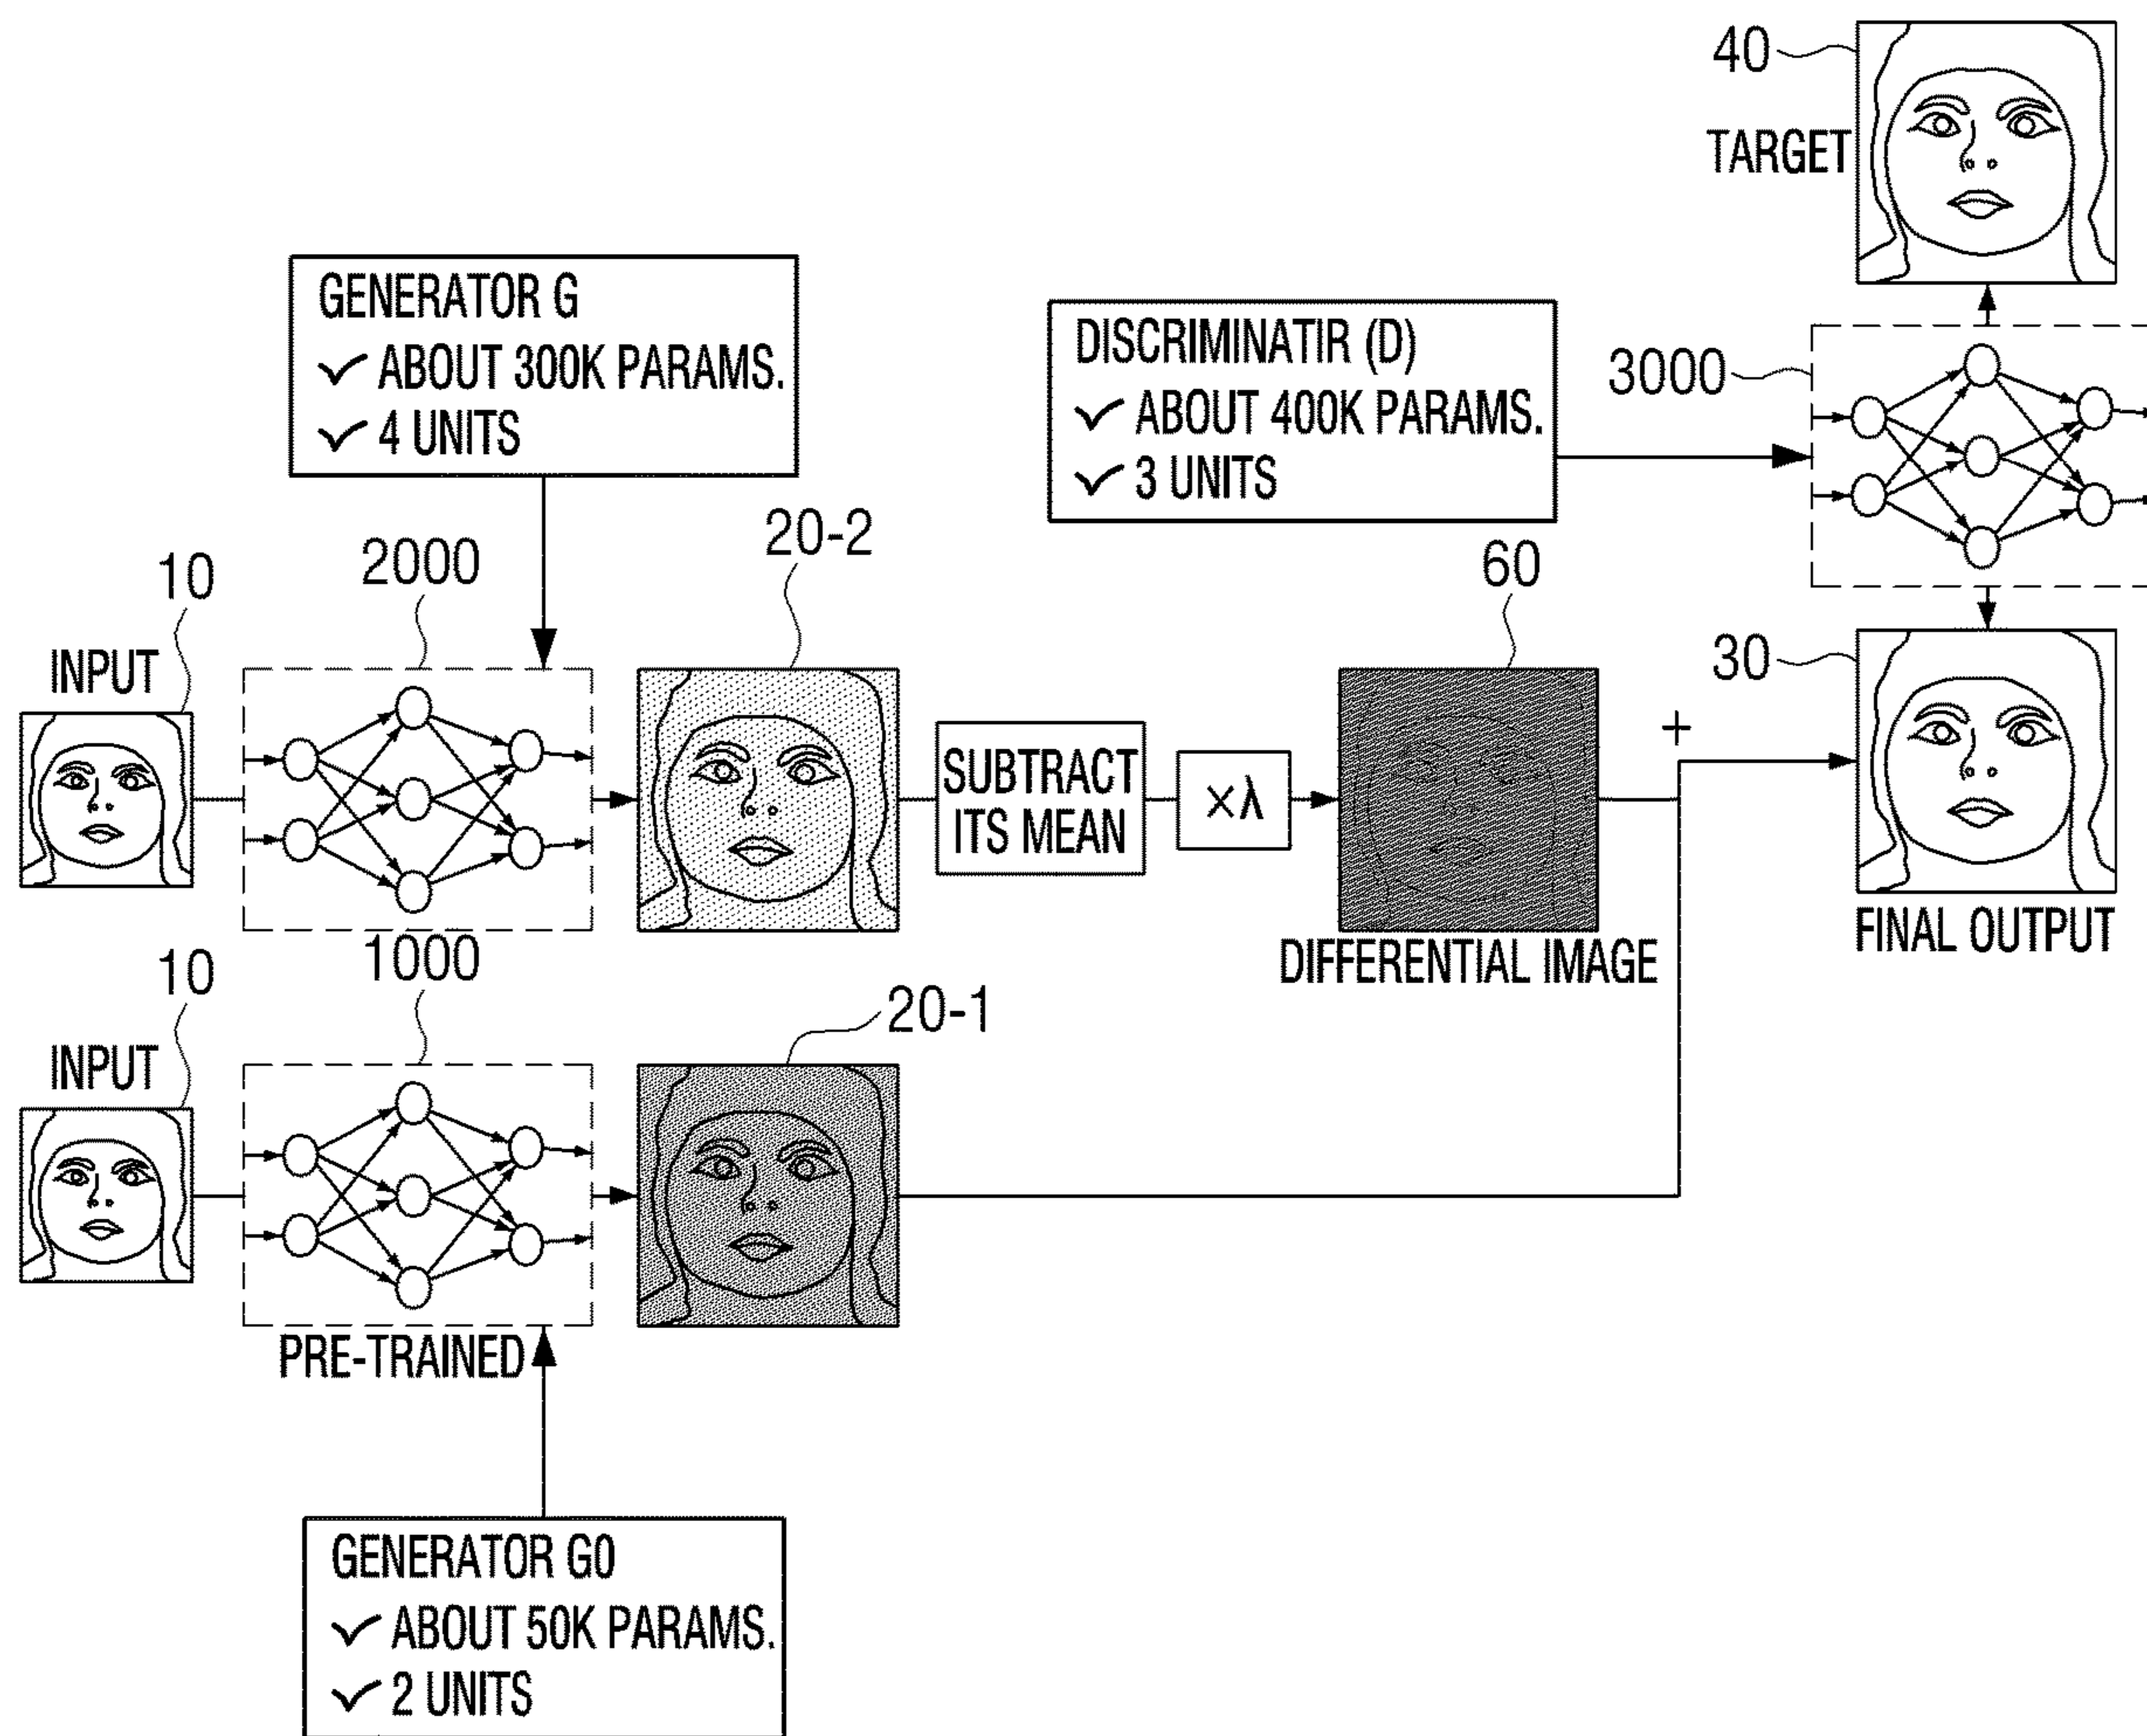 40
TARGET
GENERATOR G
✓ ABOUT 300K PARAMS.
✓ 4 UNITS
DISCRIMINATIR (D)
✓ ABOUT 400K PARAMS.
✓ 3 UNITS
3000
10
2000
20-2
60
INPUT
30
+
SUBTRACT
ITS MEAN
×λ
DIFFERENTIAL IMAGE
FINAL OUTPUT
10
1000
20-1
INPUT
PRE-TRAINED
GENERATOR G0
✓ ABOUT 50K PARAMS.
✓ 2 UNITS